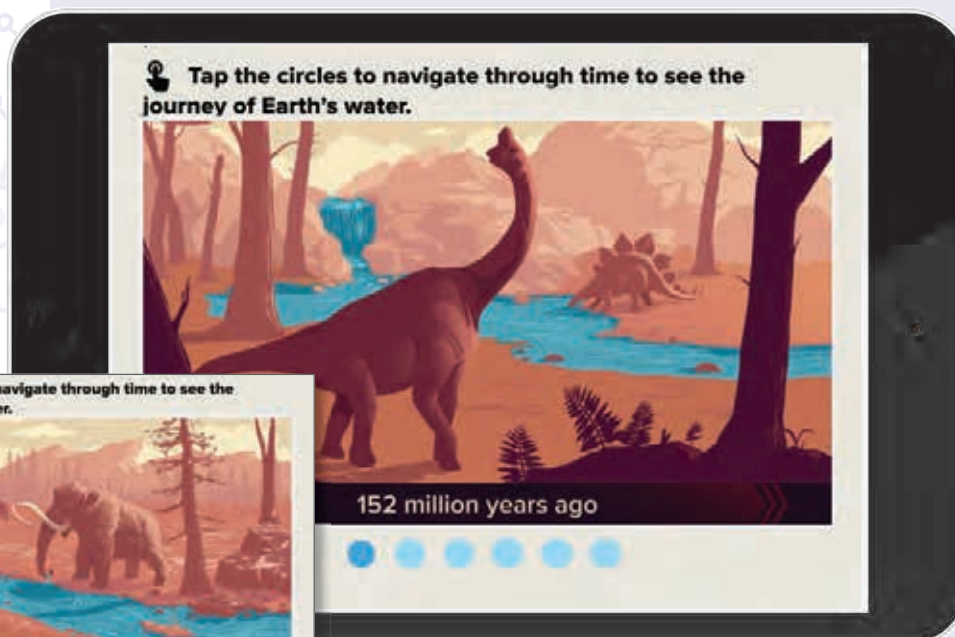 Tap the circles to navigate through time to see the
journey of Earth's water.
152 million years ago
navigate through time to see the